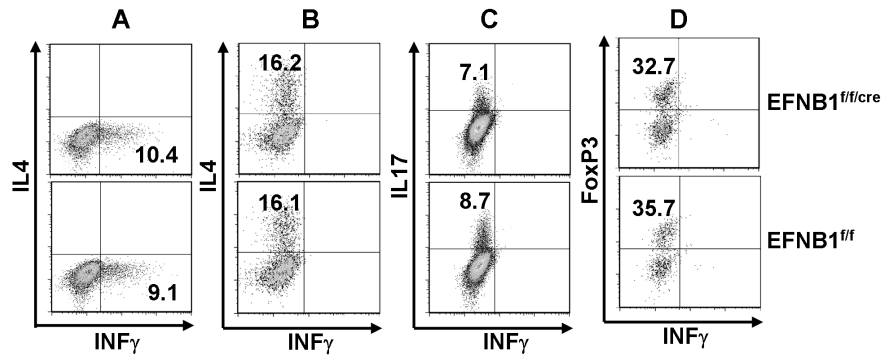 A B C D
IL4
10.4
9.1
INFγ
IL4
16.2
16.1
INFγ
IL17
7.1
8.7
INFγ
FoxP3
32.7
35.7
INFγ
EFNB1f/f/cre
EFNB1f/f